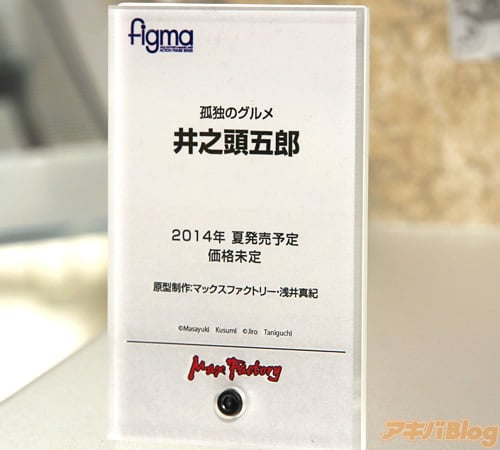 figma
孤独のグルメ
井之頭五郎
2014年 夏発売予定
価格未定
原型制作:マックスファクトリー・浅井真紀
©Masayuki Kusumi ©Jiro Taniguchi
Max Factory
アキバBlog